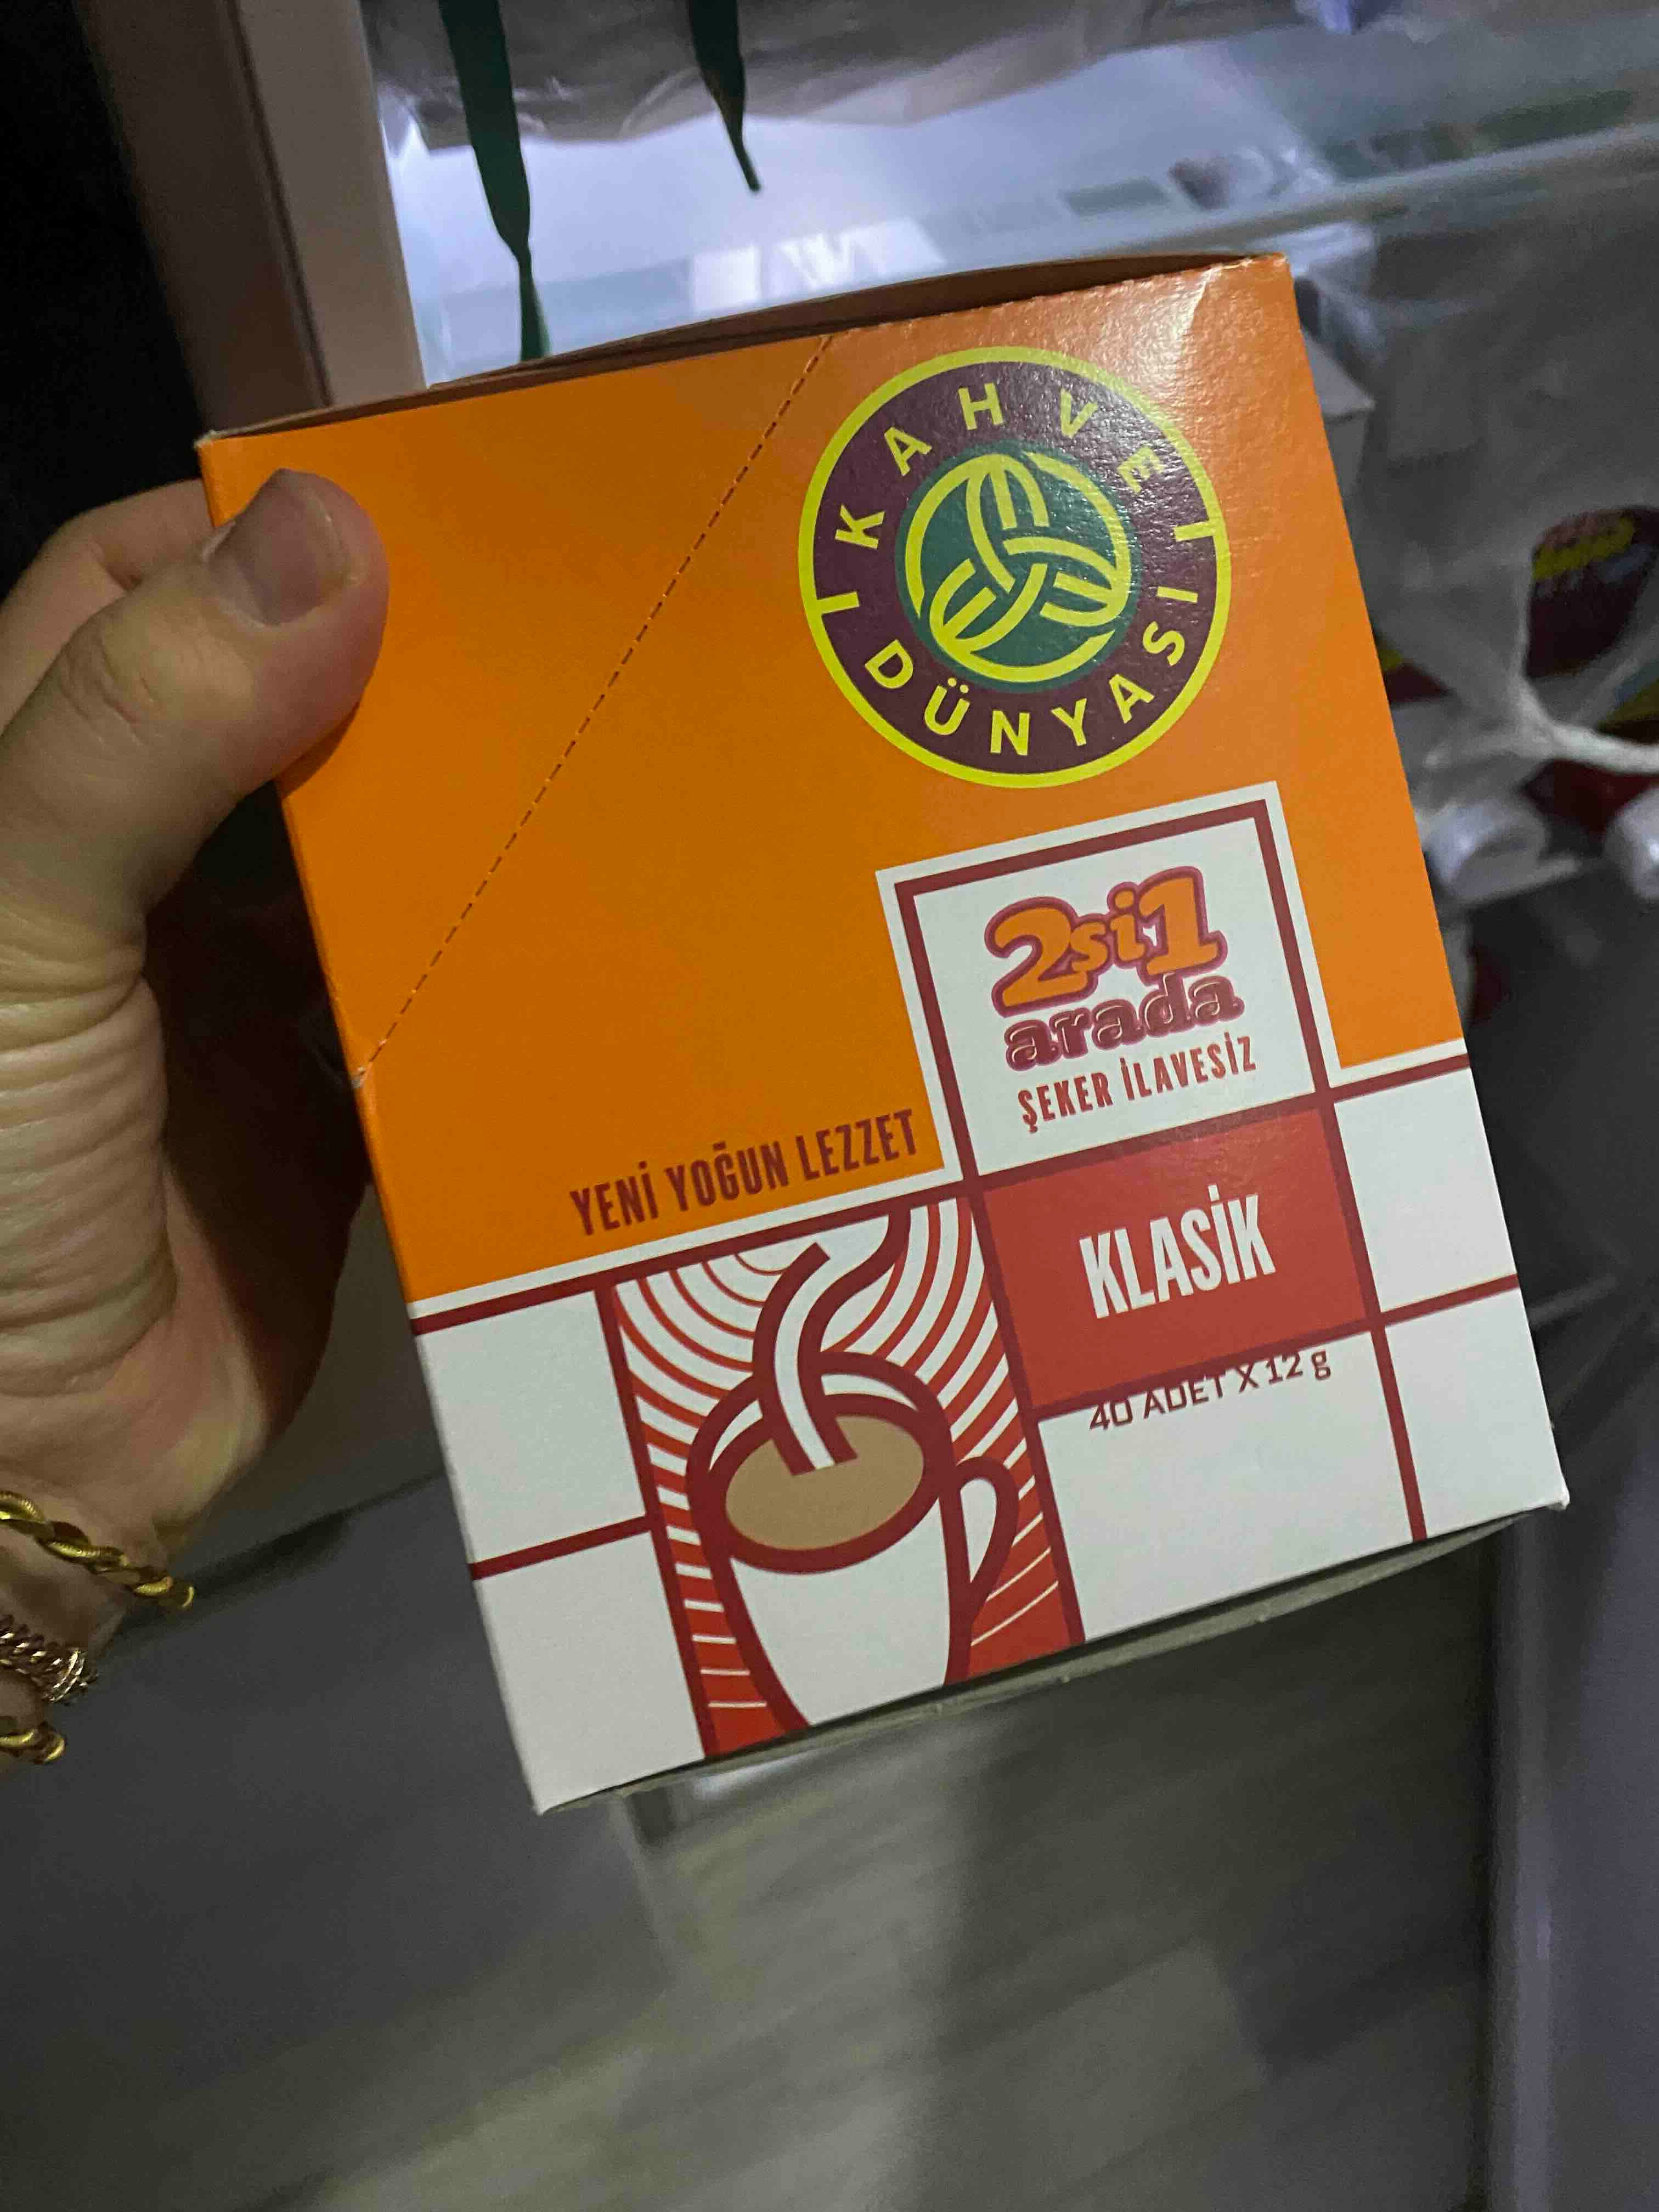 KAHVE
DÜNYASI
2si1
arada
ŞEKER İLAVESİZ
YENİ YOĞUN LEZZET
KLASİK
40 ADET X 12 g